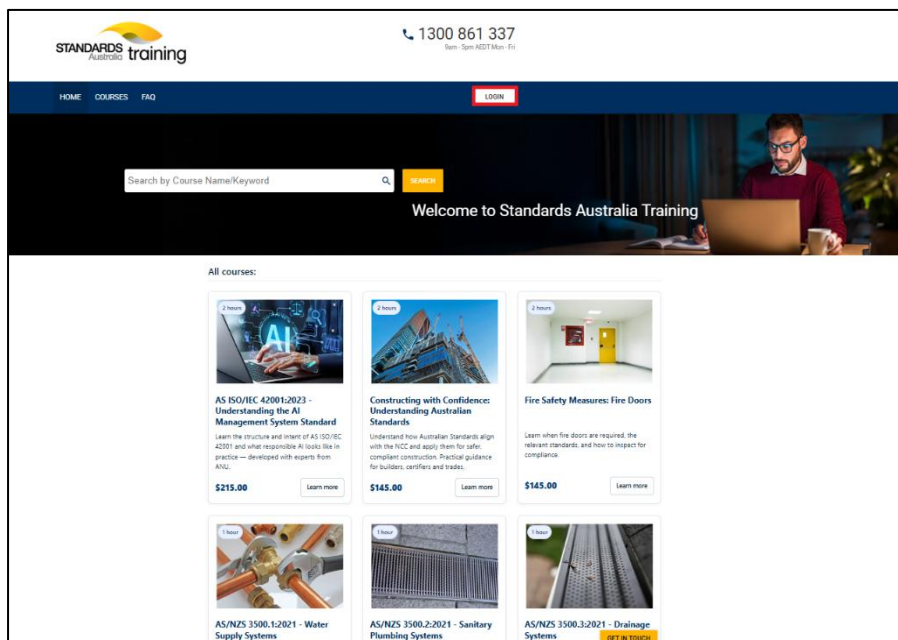 STANDARDS
Australia training
1300 861 337
9am - 5pm AEDT Mon - Fri
HOME COURSES FAQ LOGIN
Search by Course Name/Keyword SEARCH
Welcome to Standards Australia Training
All courses:
2 hours
AI
AS ISO/IEC 42001:2023 -
Understanding the AI
Management System Standard
Learn the structure and intent of AS ISO/IEC
42001 and what responsible AI looks like in
practice — developed with experts from
ANU.
$215.00 Learn more
2 hours
Constructing with Confidence:
Understanding Australian
Standards
Understand how Australian Standards align
with the NCC and apply them for safer,
compliant construction. Practical guidance
for builders, certifiers and trades.
$145.00 Learn more
2 hours
Fire Safety Measures: Fire Doors
Learn when fire doors are required, the
relevant standards, and how to inspect for
compliance.
$145.00 Learn more
1 hour
AS/NZS 3500.1:2021 - Water
Supply Systems
1 hour
AS/NZS 3500.2:2021 - Sanitary
Plumbing Systems
1 hour
AS/NZS 3500.3:2021 - Drainage
Systems
GET IN TOUCH